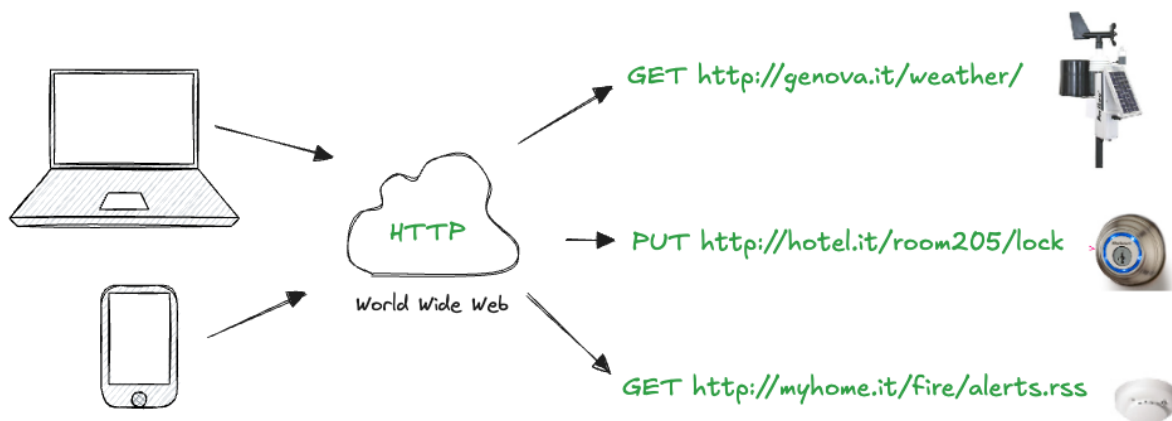 GET http://genova.it/weather/
HTTP
PUT http://hotel.it/room205/lock
World Wide Web
GET http://myhome.it/fire/alerts.rss